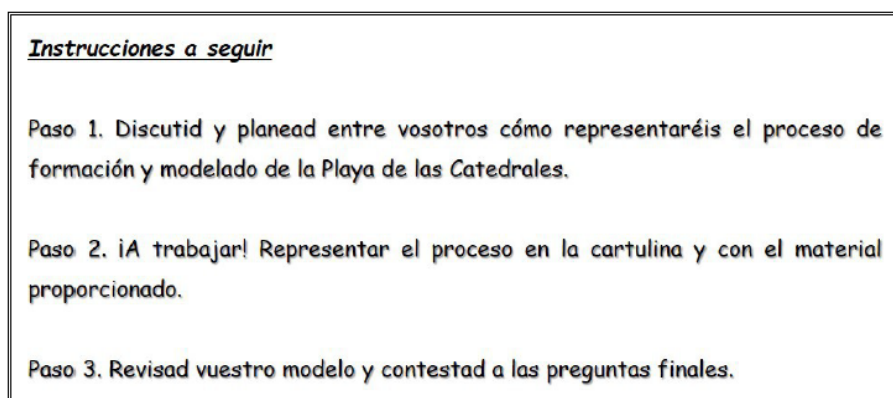 Instrucciones a seguir
Paso 1. Discutid y planead entre vosotros cómo representaréis el proceso de
formación y modelado de la Playa de las Catedrales.
Paso 2. ¡A trabajar! Representar el proceso en la cartulina y con el material
proporcionado.
Paso 3. Revisad vuestro modelo y contestad a las preguntas finales.